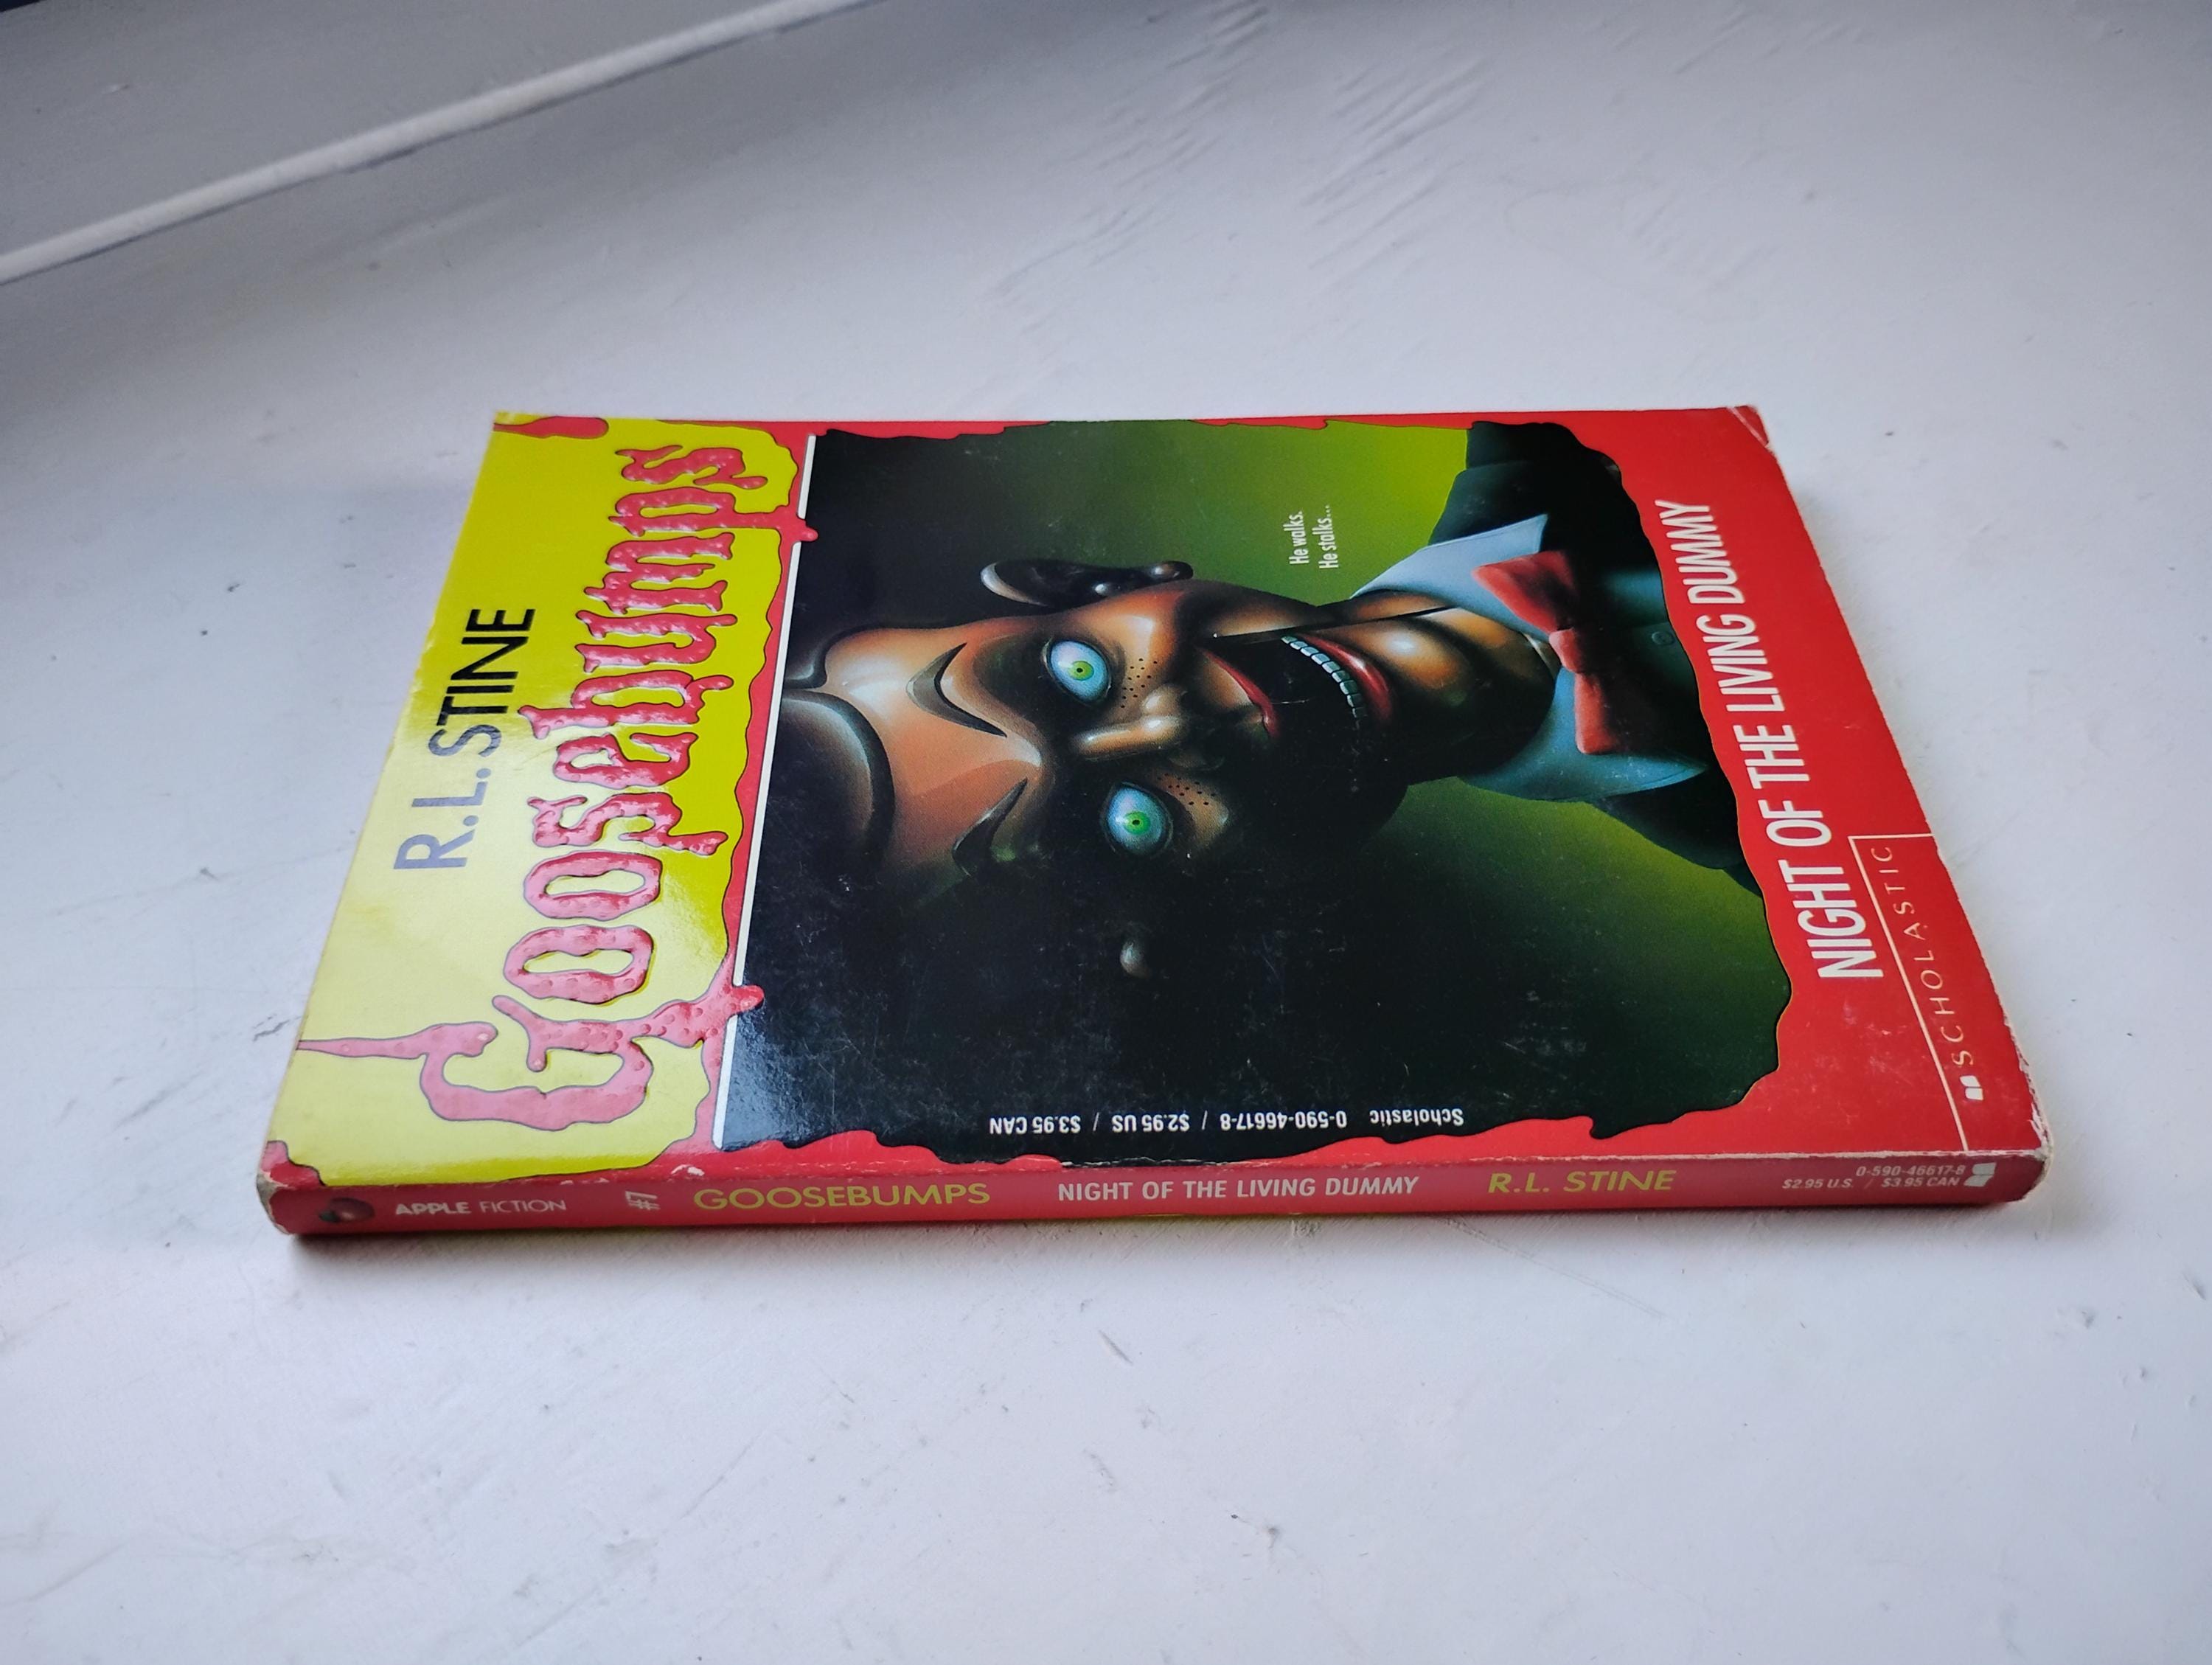 R.L. STINE
Goosebumps
He walks.
He stalks...
NIGHT OF THE LIVING DUMMY
SCHOLASTIC
Scholastic 0-590-46617-8 / $2.95 US / $3.95 CAN
APPLE FICTION #7 GOOSEBUMPS NIGHT OF THE LIVING DUMMY R.L. STINE
0-590-46617-8
$2.95 U.S. / $3.95 CAN